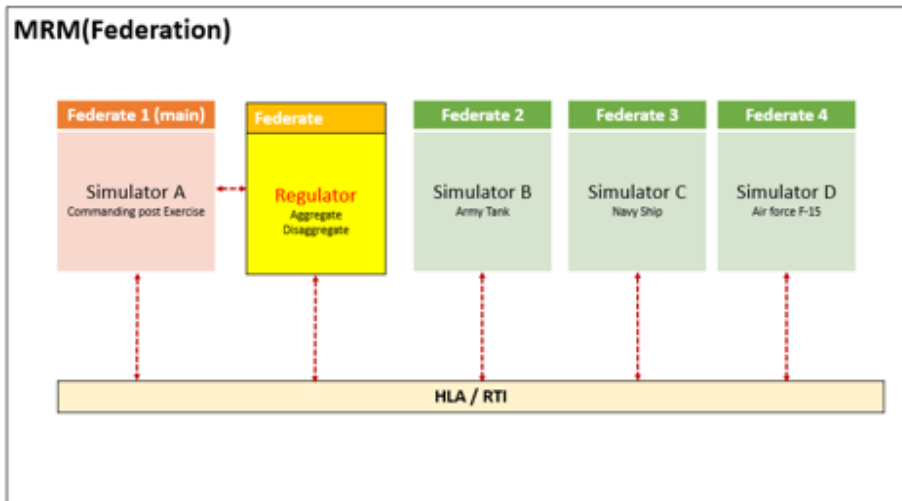 MRM(Federation)
Federate 1 (main)
Simulator A
Commanding post Exercise
Federate
Regulator
Aggregate
Disaggregate
Federate 2
Simulator B
Army Tank
Federate 3
Simulator C
Navy Ship
Federate 4
Simulator D
Air force F-15
HLA / RTI